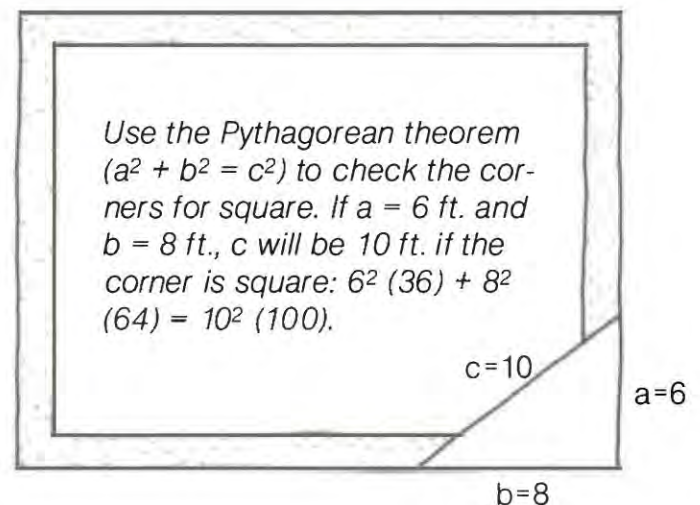 Use the Pythagorean theorem
(a² + b² = c²) to check the cor-
ners for square. If a = 6 ft. and
b = 8 ft., c will be 10 ft. if the
corner is square: 6² (36) + 8²
(64) = 10² (100).
c=10
a=6
b=8